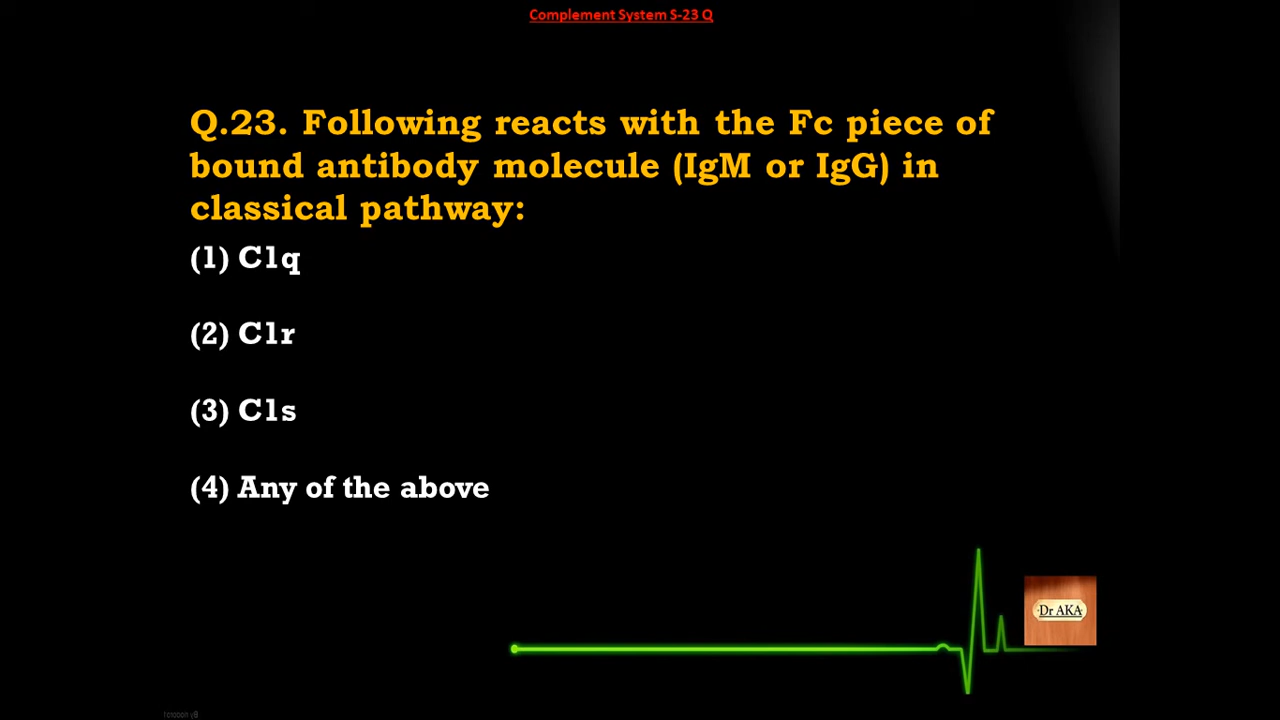 Complement System S-23 Q
Q.23. Following reacts with the Fc piece of
bound antibody molecule (IgM or IgG) in
classical pathway:
(1) C1q
(2) C1r
(3) C1s
(4) Any of the above
Dr AKA